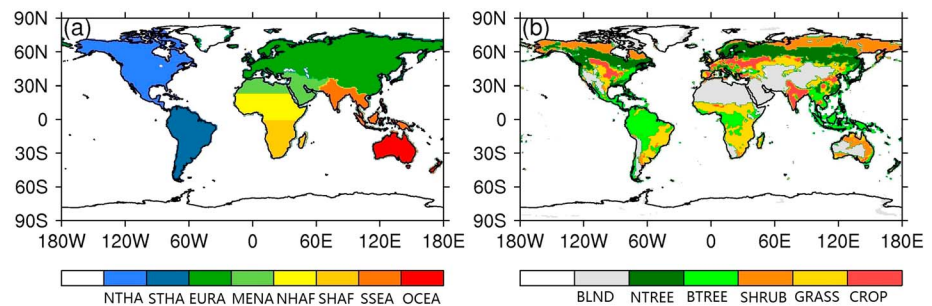 (a)
90N
60N
30N
0
30S
60S
90S
180W 120W 60W 0 60E 120E 180E
NTHA STHA EURA MENA NHAF SHAF SSEA OCEA
(b)
90N
60N
30N
0
30S
60S
90S
180W 120W 60W 0 60E 120E 180E
BLND NTREE BTREE SHRUB GRASS CROP